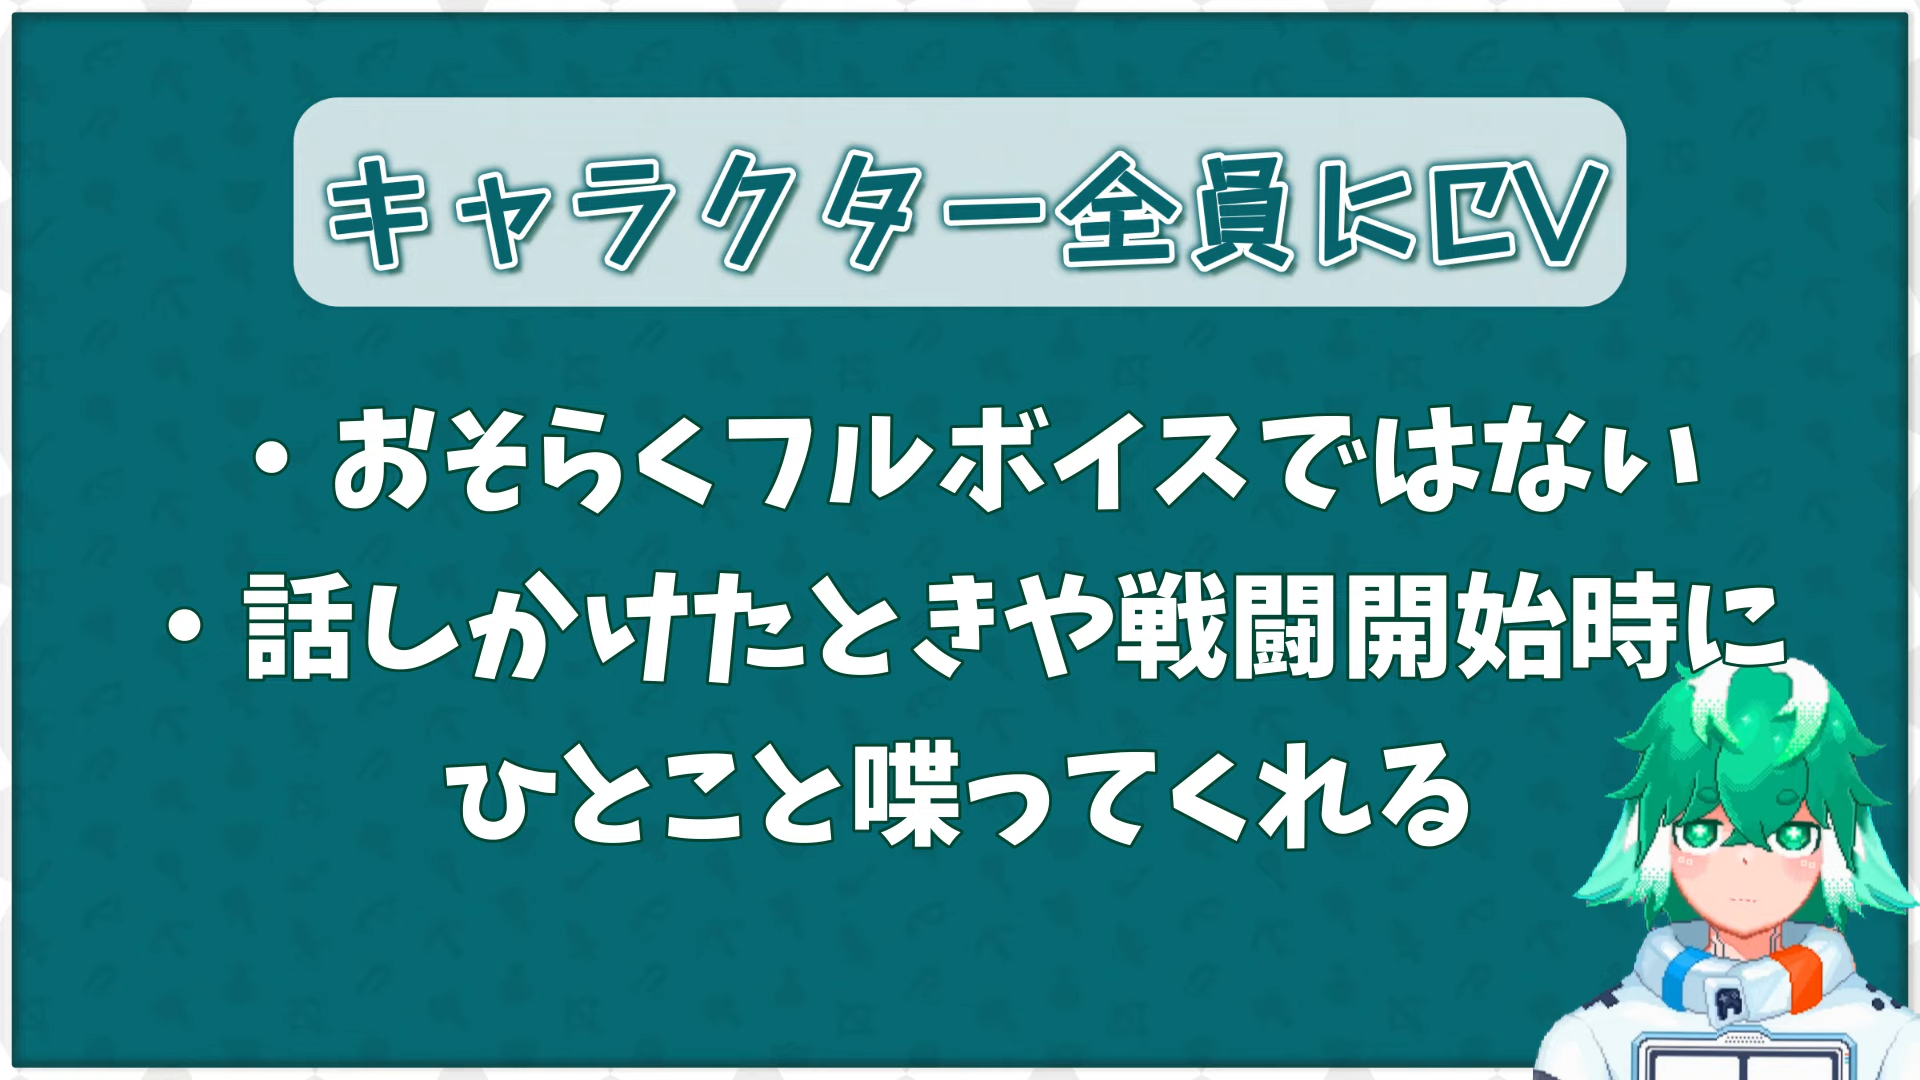 キャラクター全員にCV
・おそらくフルボイスではない
・話しかけたときや戦闘開始時に
ひとこと喋ってくれる